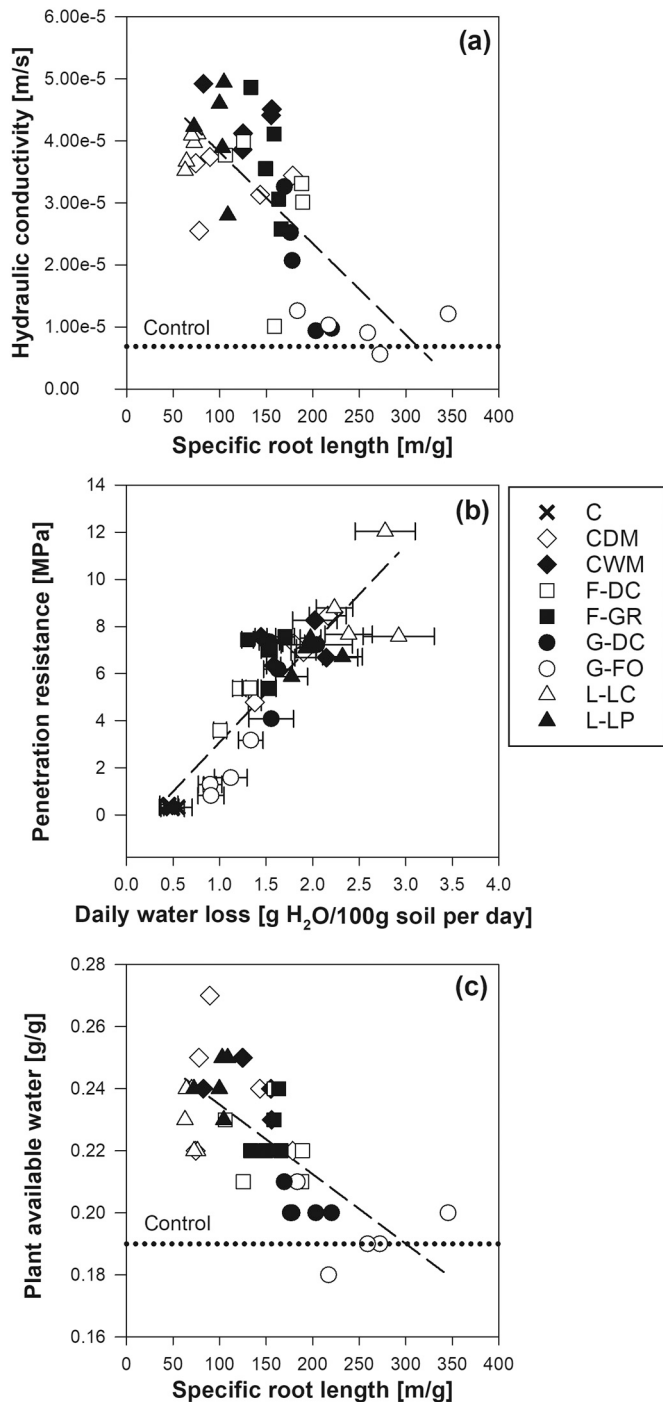 6.00e-5
(a)
5.00e-5
4.00e-5
3.00e-5
2.00e-5
1.00e-5
0.00
Hydraulic conductivity [m/s]
Control
0 50 100 150 200 250 300 350 400
Specific root length [m/g]
14
(b)
12
10
8
6
4
2
0
Penetration resistance [MPa]
0.0 0.5 1.0 1.5 2.0 2.5 3.0 3.5 4.0
Daily water loss [g H₂O/100g soil per day]
C
CDM
CWM
F-DC
F-GR
G-DC
G-FO
L-LC
L-LP
0.28
(c)
0.26
0.24
0.22
0.20
0.18
0.16
Plant available water [g/g]
Control
0 50 100 150 200 250 300 350 400
Specific root length [m/g]